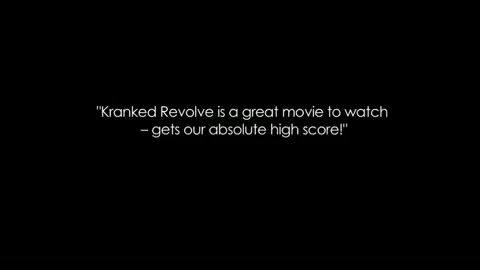 "Kranked Revolve is a great movie to watch
– gets our absolute high score!"